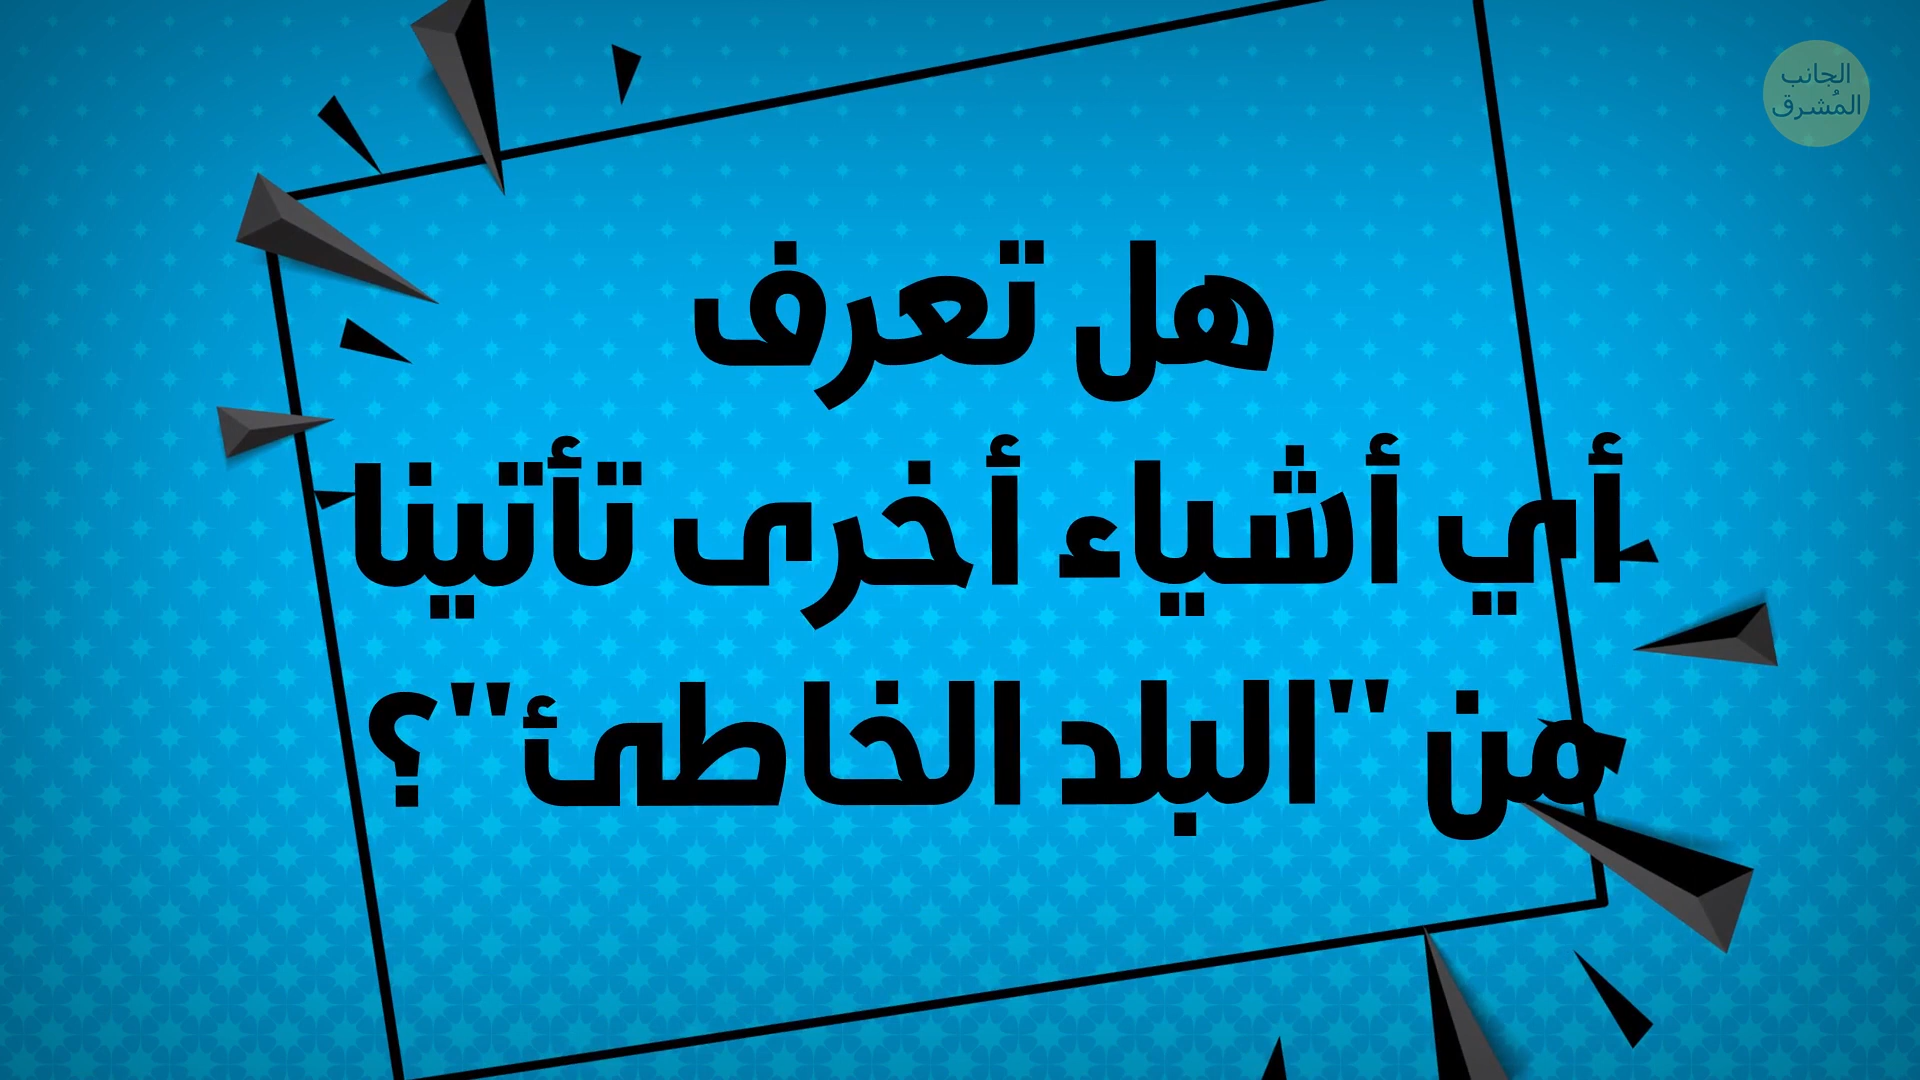 الجانب
المُشرق
هل تعرف
أي أشياء أخرى تأتينا
من "البلد الخاطئ"؟